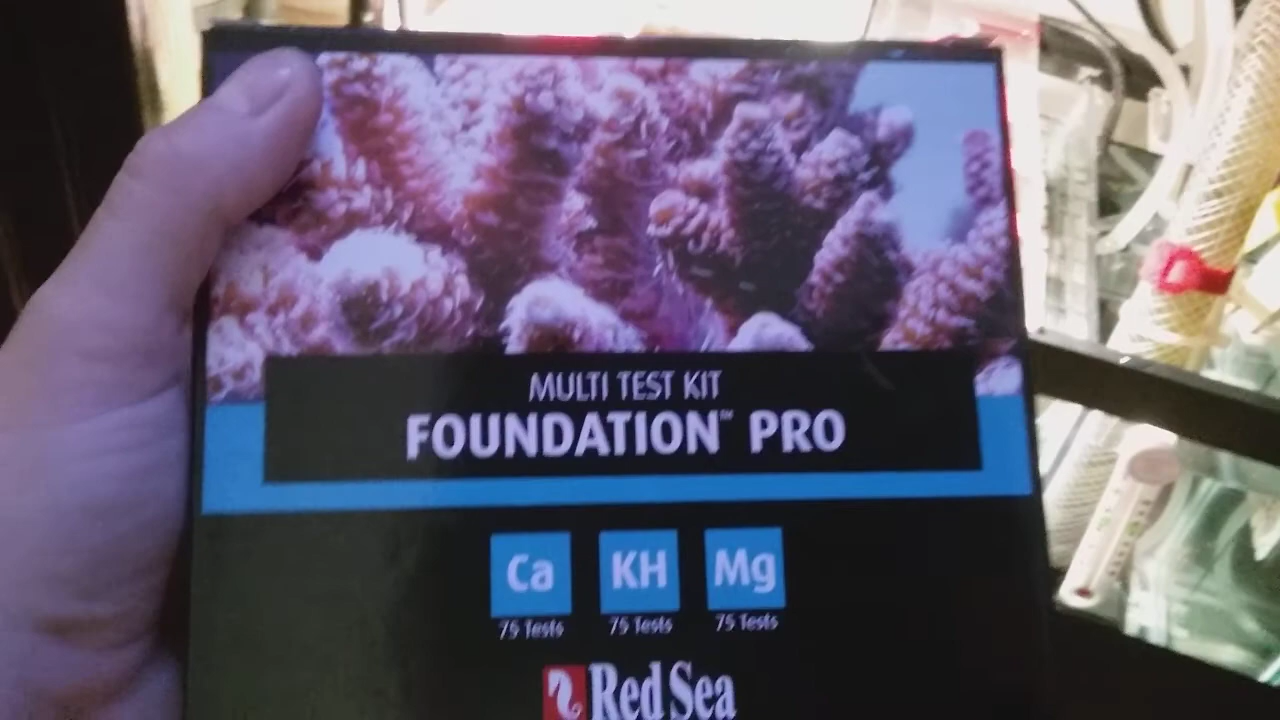 MULTI TEST KIT
FOUNDATION™ PRO
Ca KH Mg
75 Tests 75 Tests 75 Tests
Red Sea